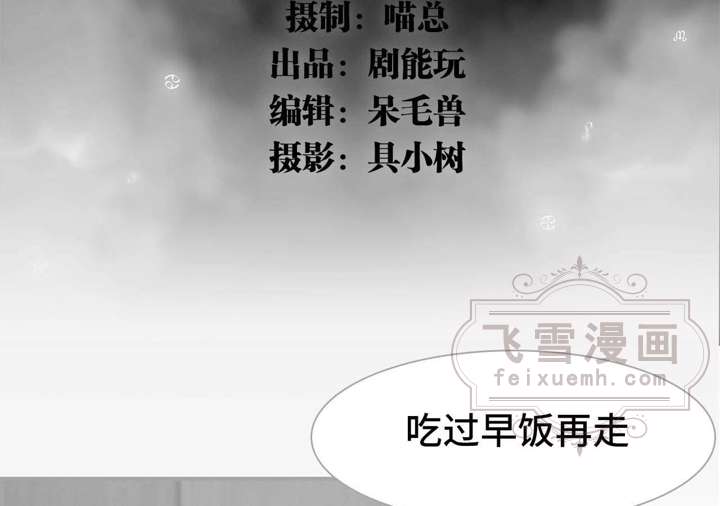 摄制：喵总
出品：剧能玩
编辑：呆毛兽
摄影：具小树
飞雪漫画
feixuemh.com
吃过早饭再走